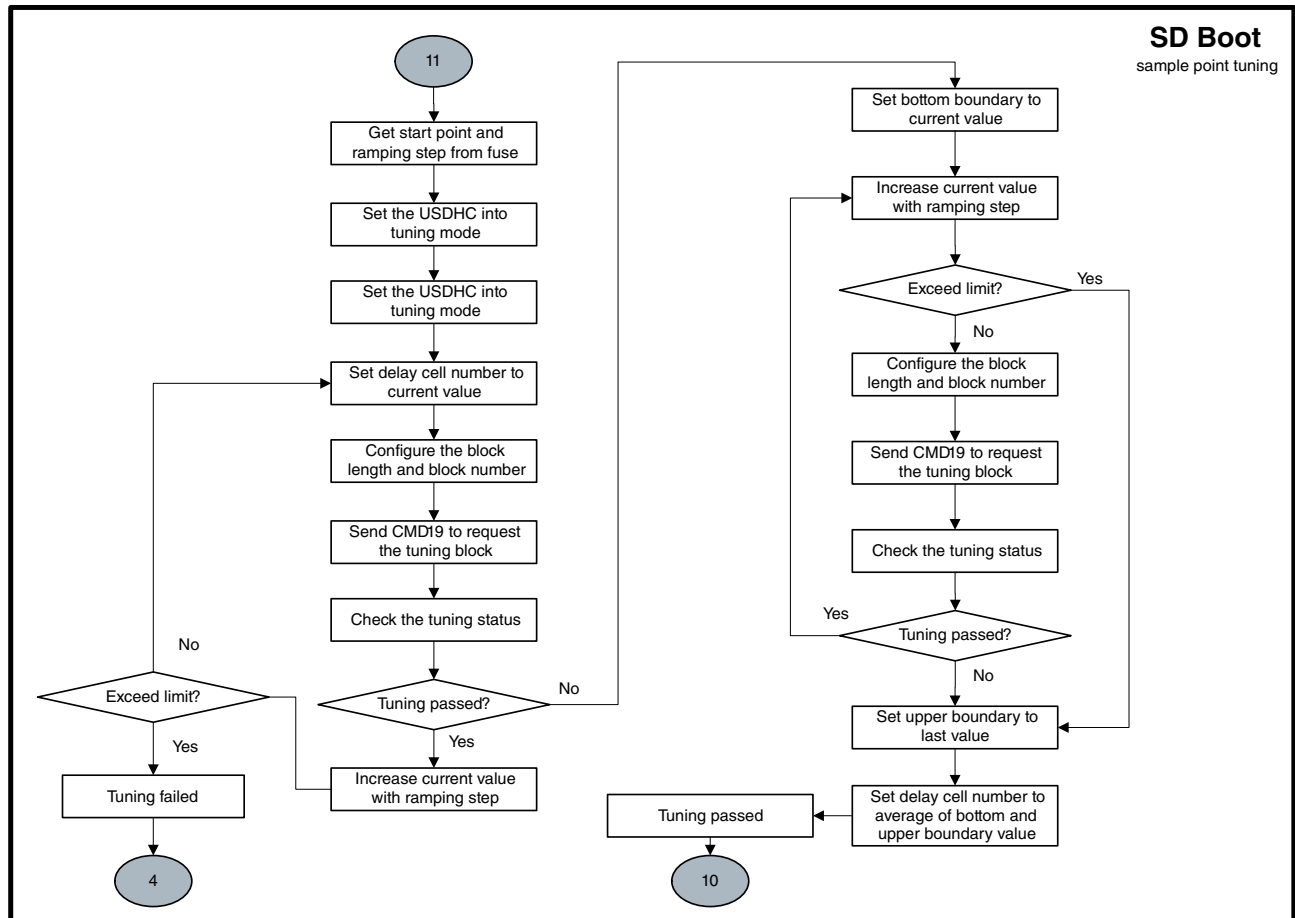 SD Boot
sample point tuning
11
Get start point and
ramping step from fuse
Set the USDHC into
tuning mode
Set the USDHC into
tuning mode
Set delay cell number to
current value
Configure the block
length and block number
Send CMD19 to request
the tuning block
Check the tuning status
Tuning passed?
No
Yes
Increase current value
with ramping step
Exceed limit?
No
Yes
Tuning failed
4
Set bottom boundary to
current value
Increase current value
with ramping step
Exceed limit?
Yes
No
Configure the block
length and block number
Send CMD19 to request
the tuning block
Check the tuning status
Tuning passed?
Yes
No
Set upper boundary to
last value
Set delay cell number to
average of bottom and
upper boundary value
Tuning passed
10